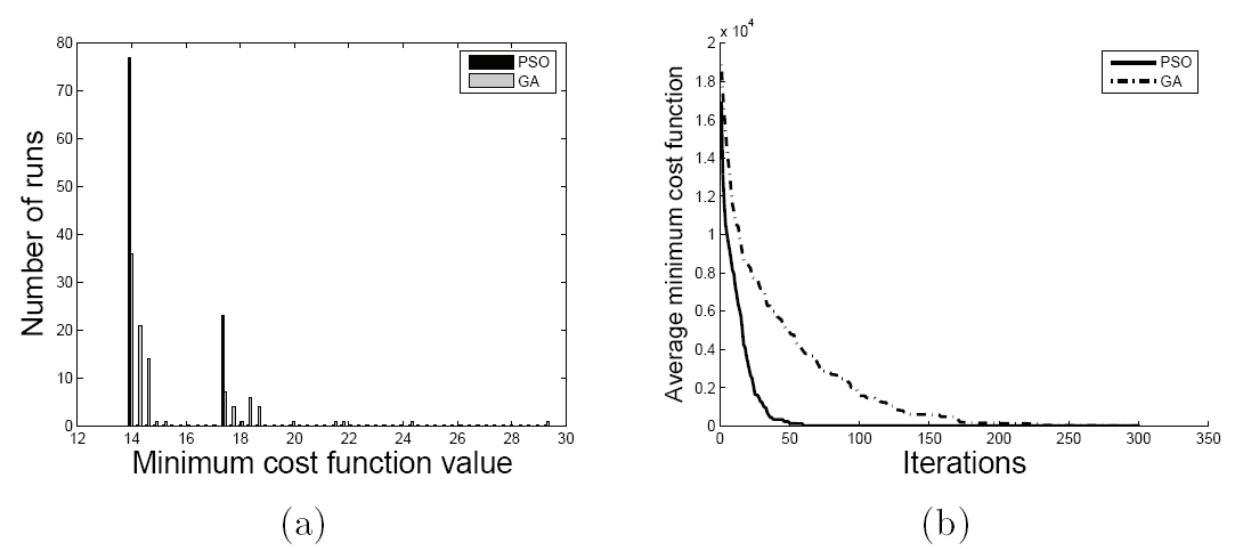 80
70
60
50
40
30
20
10
0
12 14 16 18 20 22 24 26 28 30
Number of runs
Minimum cost function value
PSO
GA
(a)
x 10⁴
2
1.8
1.6
1.4
1.2
1
0.8
0.6
0.4
0.2
0
0 50 100 150 200 250 300 350
Average minimum cost function
Iterations
PSO
GA
(b)